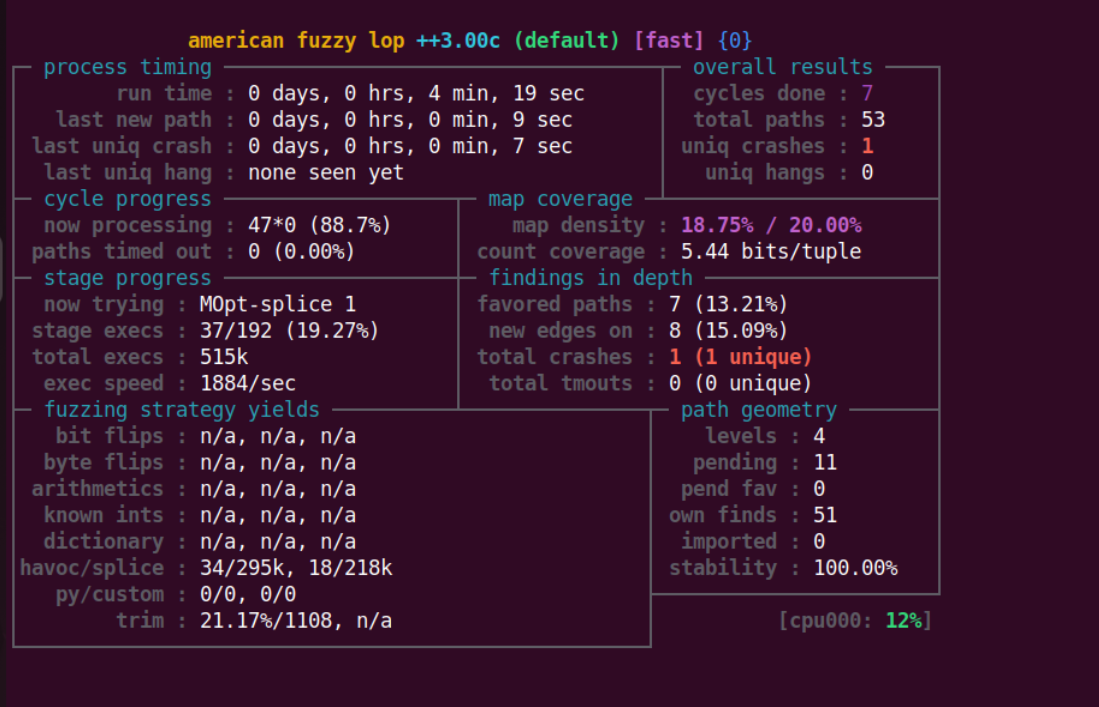 american fuzzy lop ++3.00c (default) [fast] {0}
process timing overall results
run time : 0 days, 0 hrs, 4 min, 19 sec cycles done : 7
last new path : 0 days, 0 hrs, 0 min, 9 sec total paths : 53
last uniq crash : 0 days, 0 hrs, 0 min, 7 sec uniq crashes : 1
last uniq hang : none seen yet uniq hangs : 0
cycle progress map coverage
now processing : 47*0 (88.7%) map density : 18.75% / 20.00%
paths timed out : 0 (0.00%) count coverage : 5.44 bits/tuple
stage progress findings in depth
now trying : MOpt-splice 1 favored paths : 7 (13.21%)
stage execs : 37/192 (19.27%) new edges on : 8 (15.09%)
total execs : 515k total crashes : 1 (1 unique)
exec speed : 1884/sec total tmouts : 0 (0 unique)
fuzzing strategy yields path geometry
bit flips : n/a, n/a, n/a levels : 4
byte flips : n/a, n/a, n/a pending : 11
arithmetics : n/a, n/a, n/a pend fav : 0
known ints : n/a, n/a, n/a own finds : 51
dictionary : n/a, n/a, n/a imported : 0
havoc/splice : 34/295k, 18/218k stability : 100.00%
py/custom : 0/0, 0/0
trim : 21.17%/1108, n/a [cpu000: 12%]